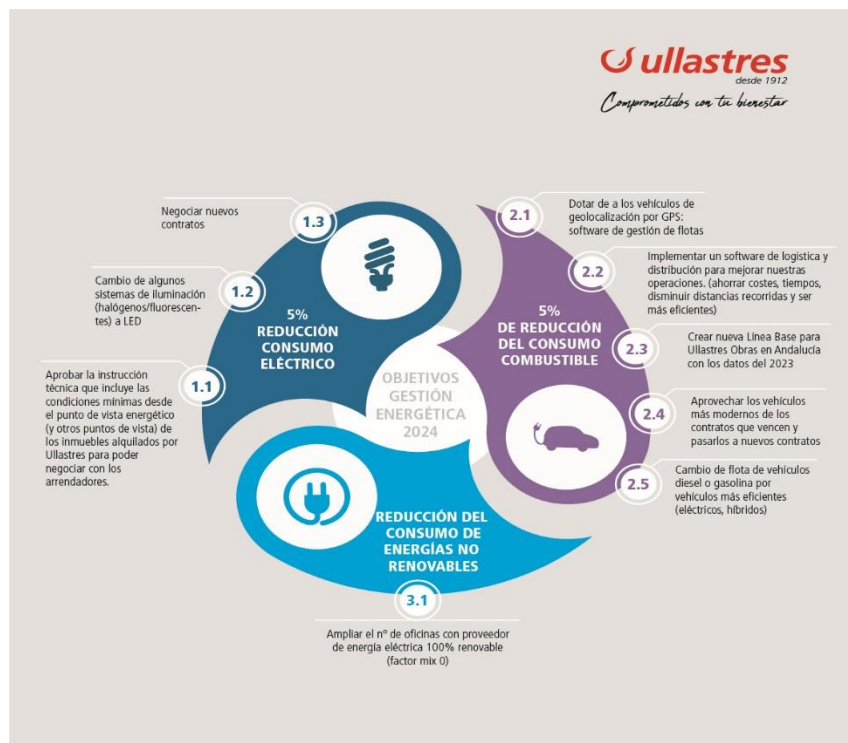 ullastres
desde 1912
Comprometidos con tu bienestar
Negociar nuevos
contratos
1.3
Cambio de algunos
sistemas de iluminación
(halógenos/fluorescen-
tes) a LED
1.2
Aprobar la instrucción
técnica que incluye las
condiciones mínimas desde
el punto de vista energético
(y otros puntos de vista) de
los inmuebles alquilados por
Ullastres para poder
negociar con los
arrendadores.
1.1
5%
REDUCCIÓN
CONSUMO
ELÉCTRICO
OBJETIVOS
GESTIÓN
ENERGÉTICA
2024
5%
DE REDUCCIÓN
DEL CONSUMO
COMBUSTIBLE
2.1
Dotar de a los vehículos de
geolocalización por GPS:
software de gestión de flotas
2.2
Implementar un software de logistica y
distribución para mejorar nuestras
operaciones. (ahorrar costes, tiempos,
disminuir distancias recorridas y ser
más eficientes)
2.3
Crear nueva Línea Base para
Ullastres Obras en Andalucía
con los datos del 2023
2.4
Aprovechar los vehículos
más modernos de los
contratos que vencen y
pasarlos a nuevos contratos
2.5
Cambio de flota de vehículos
diesel o gasolina por
vehículos más eficientes
(eléctricos, híbridos)
REDUCCIÓN DEL
CONSUMO DE
ENERGÍAS NO
RENOVABLES
3.1
Ampliar el nº de oficinas con proveedor
de energía eléctrica 100% renovable
(factor mix 0)